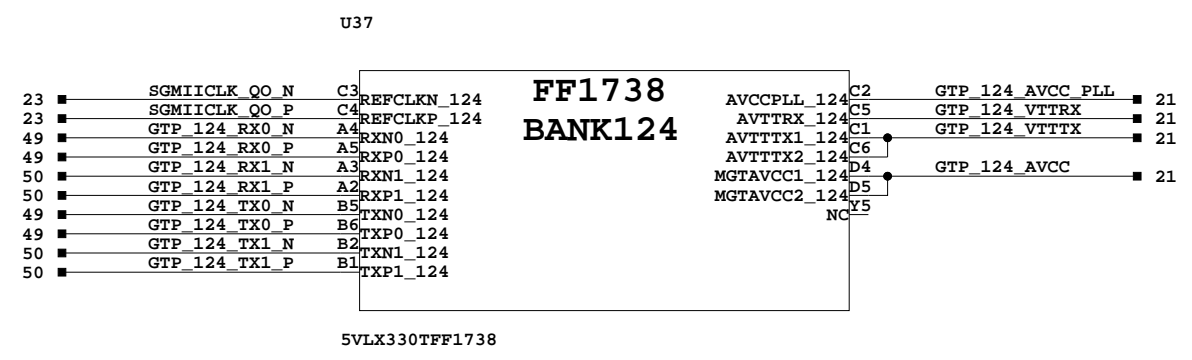 U37
FF1738
BANK124
23 SGMIICLK_QO_N C3 REFCLKN_124 AVCCPLL_124 C2 GTP_124_AVCC_PLL 21
23 SGMIICLK_QO_P C4 REFCLKP_124 AVTTRX_124 C5 GTP_124_VTTRX 21
49 GTP_124_RX0_N A4 RXN0_124 AVTTTX1_124 C1 GTP_124_VTTTX 21
49 GTP_124_RX0_P A5 RXP0_124 AVTTTX2_124 C6
50 GTP_124_RX1_N A3 RXN1_124 MGTAVCC1_124 D4 GTP_124_AVCC 21
50 GTP_124_RX1_P A2 RXP1_124 MGTAVCC2_124 D5
49 GTP_124_TX0_N B5 TXN0_124 NC Y5
49 GTP_124_TX0_P B6 TXP0_124
50 GTP_124_TX1_N B2 TXN1_124
50 GTP_124_TX1_P B1 TXP1_124
5VLX330TFF1738